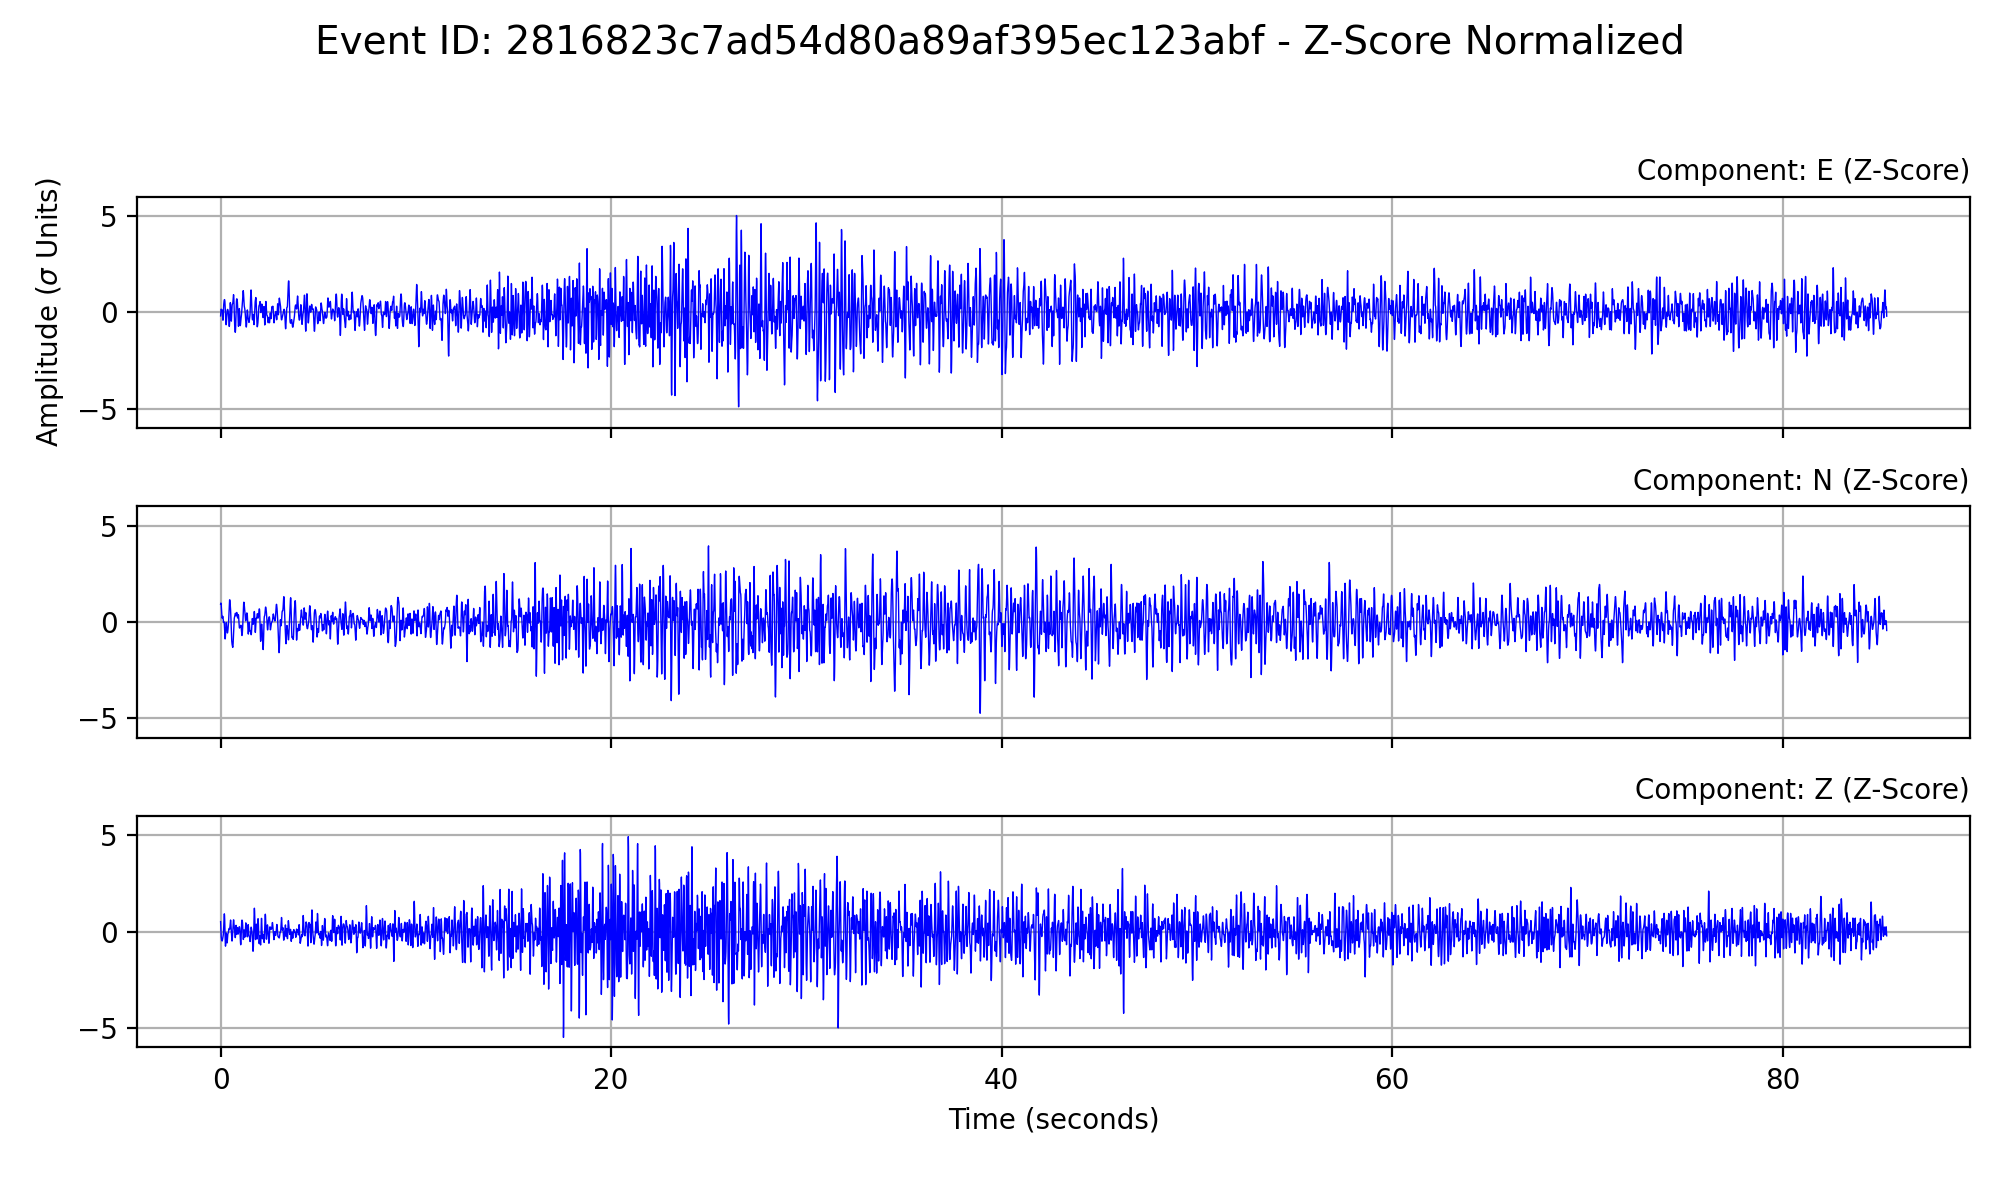 Event ID: 2816823c7ad54d80a89af395ec123abf - Z-Score Normalized
Component: E (Z-Score)
Amplitude (σ Units)
5
0
−5
Component: N (Z-Score)
5
0
−5
Component: Z (Z-Score)
5
0
−5
0 20 40 60 80
Time (seconds)